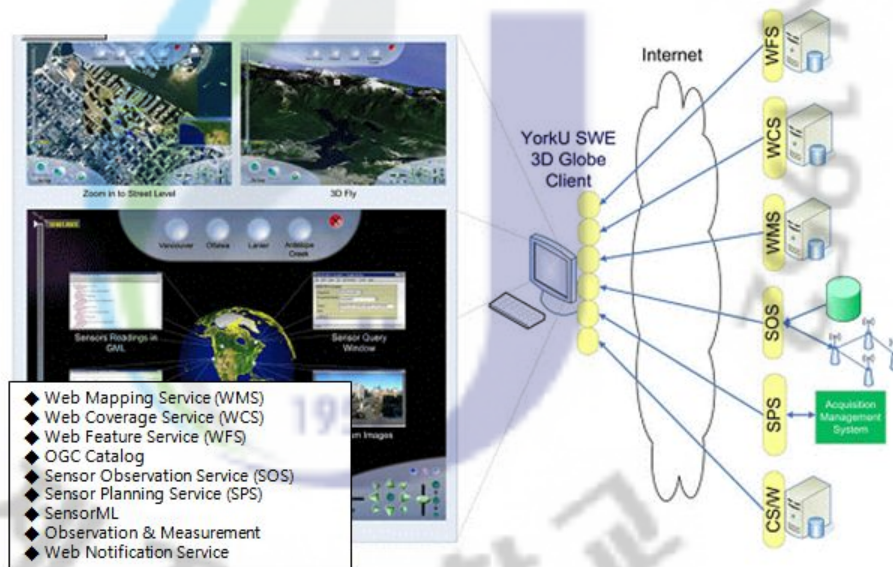 Zoom in to Street Level
3D Fly
Vancouver
Ottawa
Lanier
Antelope
Creek
Sensors Readings in
GML
Sensor Query
Window
Images
◆ Web Mapping Service (WMS)
◆ Web Coverage Service (WCS)
◆ Web Feature Service (WFS)
◆ OGC Catalog
◆ Sensor Observation Service (SOS)
◆ Sensor Planning Service (SPS)
◆ SensorML
◆ Observation & Measurement
◆ Web Notification Service
YorkU SWE
3D Globe
Client
Internet
WFS
WCS
WMS
SOS
SPS
Acquisition
Management
System
CS/W